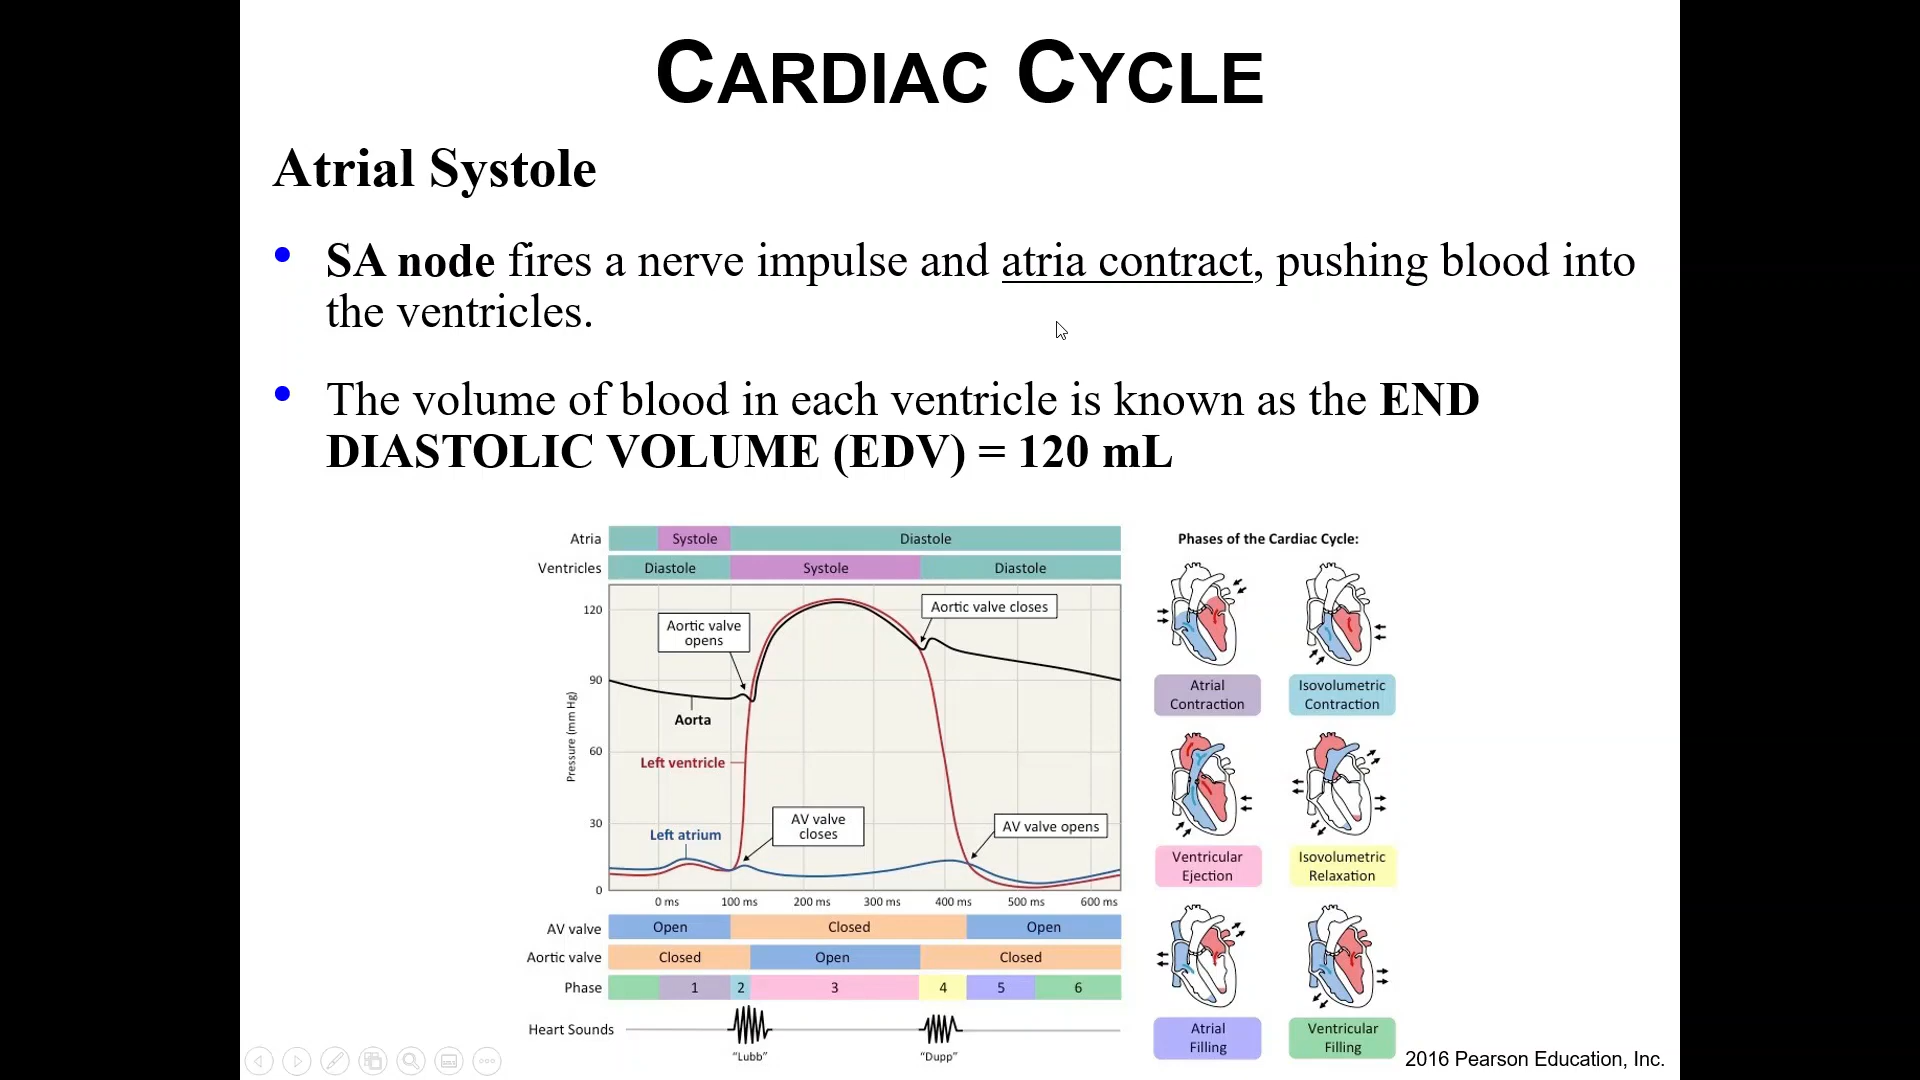 CARDIAC CYCLE
Atrial Systole
• SA node fires a nerve impulse and atria contract, pushing blood into
the ventricles.
• The volume of blood in each ventricle is known as the END
DIASTOLIC VOLUME (EDV) = 120 mL
Atria Systole Diastole
Ventricles Diastole Systole Diastole
Pressure (mm Hg)
120
90
60
30
0
Aortic valve
opens
Aortic valve closes
Aorta
Left ventricle
AV valve
closes
Left atrium
AV valve opens
0 ms 100 ms 200 ms 300 ms 400 ms 500 ms 600 ms
AV valve Open Closed Open
Aortic valve Closed Open Closed
Phase 1 2 3 4 5 6
Heart Sounds
“Lubb” “Dupp”
Phases of the Cardiac Cycle:
Atrial
Contraction
Isovolumetric
Contraction
Ventricular
Ejection
Isovolumetric
Relaxation
Atrial
Filling
Ventricular
Filling
2016 Pearson Education, Inc.